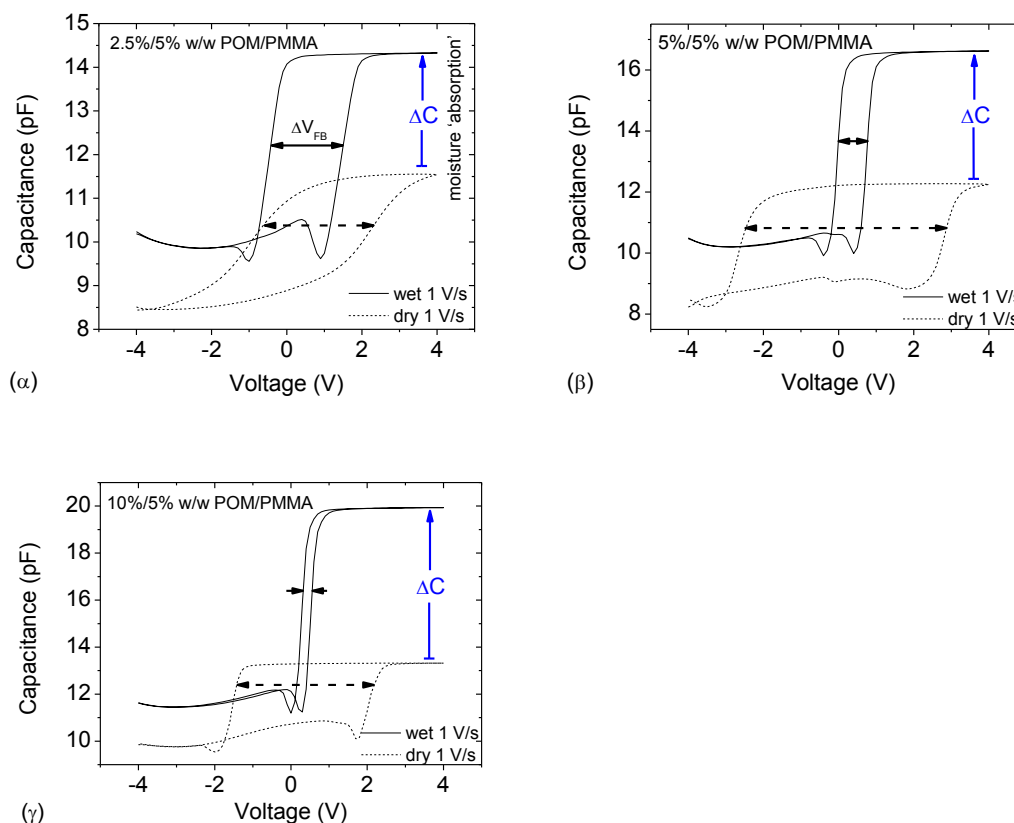 2.5%/5% w/w POM/PMMA
15
14
13
12
11
10
9
8
Capacitance (pF)
ΔV_FB
ΔC
moisture 'absorption'
wet 1 V/s
dry 1 V/s
-4 -2 0 2 4
Voltage (V)
(α)
5%/5% w/w POM/PMMA
16
14
12
10
8
Capacitance (pF)
ΔC
wet 1 V/s
dry 1 V/s
-4 -2 0 2 4
Voltage (V)
(β)
10%/5% w/w POM/PMMA
20
18
16
14
12
10
Capacitance (pF)
ΔC
wet 1 V/s
dry 1 V/s
-4 -2 0 2 4
Voltage (V)
(γ)